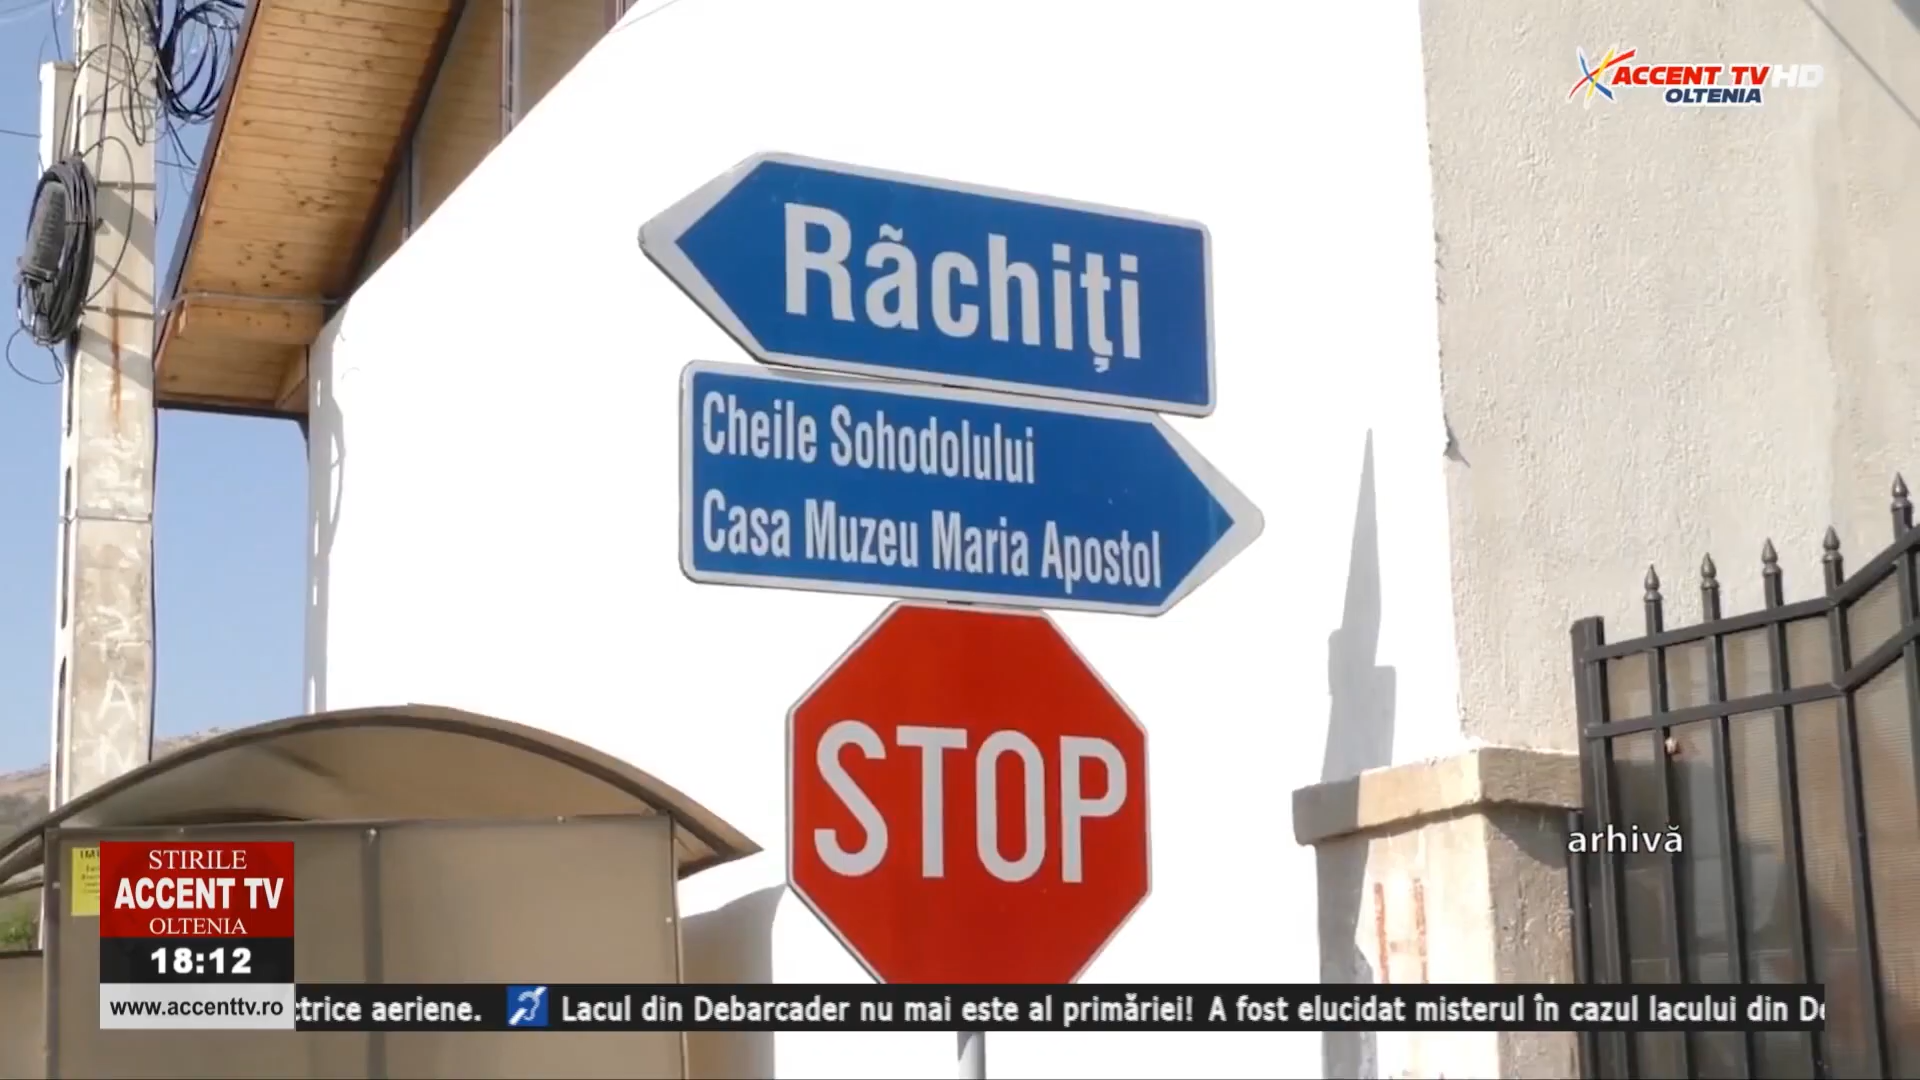 ACCENT TV HD
OLTENIA
Rãchiţi
Cheile Sohodolului
Casa Muzeu Maria Apostol
STOP
arhivă
STIRILE
ACCENT TV
OLTENIA
18:12
www.accenttv.ro
ctrice aeriene. Lacul din Debarcader nu mai este al primăriei! A fost elucidat misterul în cazul lacului din De